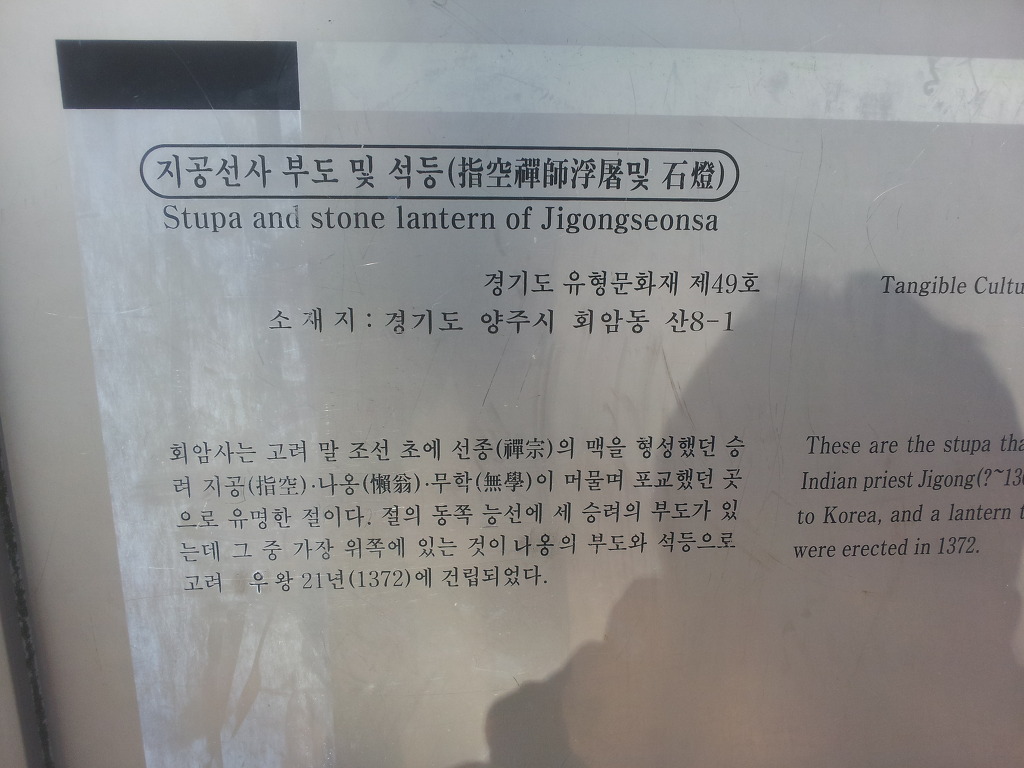 지공선사 부도 및 석등(指空禪師浮屠및 石燈)
Stupa and stone lantern of Jigongseonsa
경기도 유형문화재 제49호
소 재 지 : 경기도 양주시 회암동 산8-1
회암사는 고려 말 조선 초에 선종(禪宗)의 맥을 형성했던 승
려 지공(指空)·나옹(懶翁)·무학(無學)이 머물며 포교했던 곳
으로 유명한 절이다. 절의 동쪽 능선에 세 승려의 부도가 있
는데 그 중 가장 위쪽에 있는 것이 나옹의 부도와 석등으로
고려 우왕 21년(1372)에 건립되었다.
Tangible
These are the stupa
Indian priest
to Korea, and a lantern
were erected in 1372.